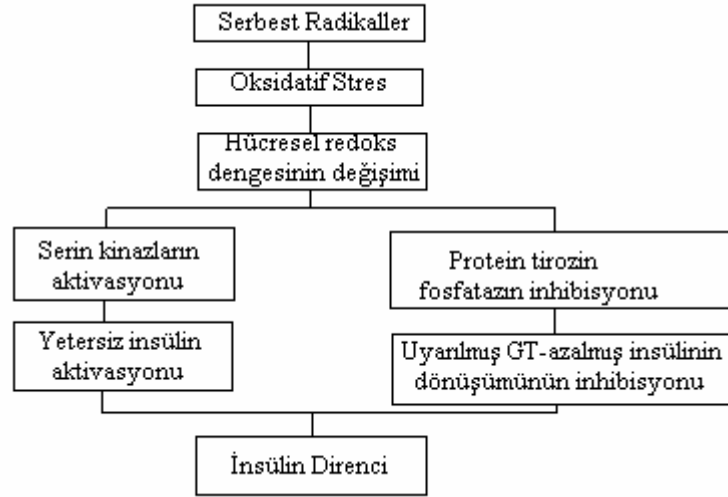 Serbest Radikaller
Oksidatif Stres
Hücresel redoks
dengesinin değişimi
Serin kinazların
aktivasyonu
Yetersiz insülin
aktivasyonu
Protein tirozin
fosfatazın inhibisyonu
Uyarılmış GT-azalmış insülinin
dönüşümünün inhibisyonu
İnsülin Direnci